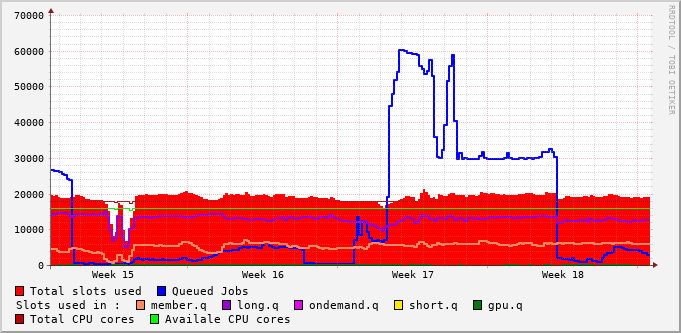 70000
60000
50000
40000
30000
20000
10000
0
Week 15 Week 16 Week 17 Week 18
RRDTOOL / TOBI OETIKER
Total slots used Queued Jobs
Slots used in : member.q long.q ondemand.q short.q gpu.q
Total CPU cores Availale CPU cores